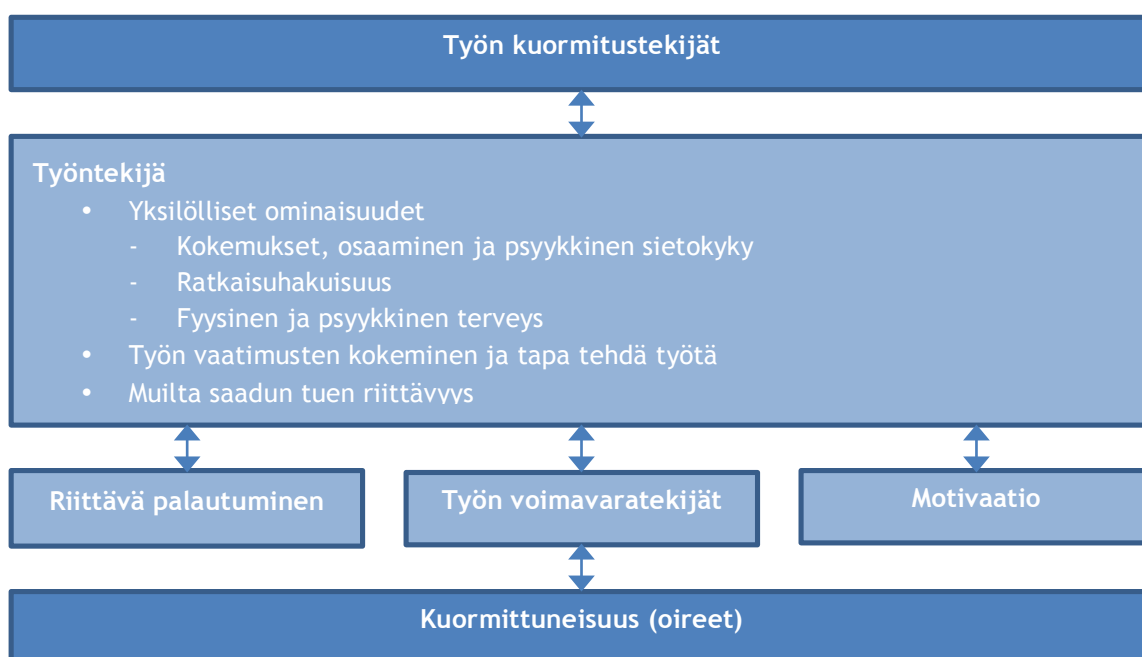 Työn kuormitustekijät
Työntekijä
• Yksilölliset ominaisuudet
- Kokemukset, osaaminen ja psyykkinen sietokyky
- Ratkaisuhakuisuus
- Fyysinen ja psyykkinen terveys
• Työn vaatimusten kokeminen ja tapa tehdä työtä
• Muilta saadun tuen riittävyys
Riittävä palautuminen
Työn voimavaratekijät
Motivaatio
Kuormittuneisuus (oireet)